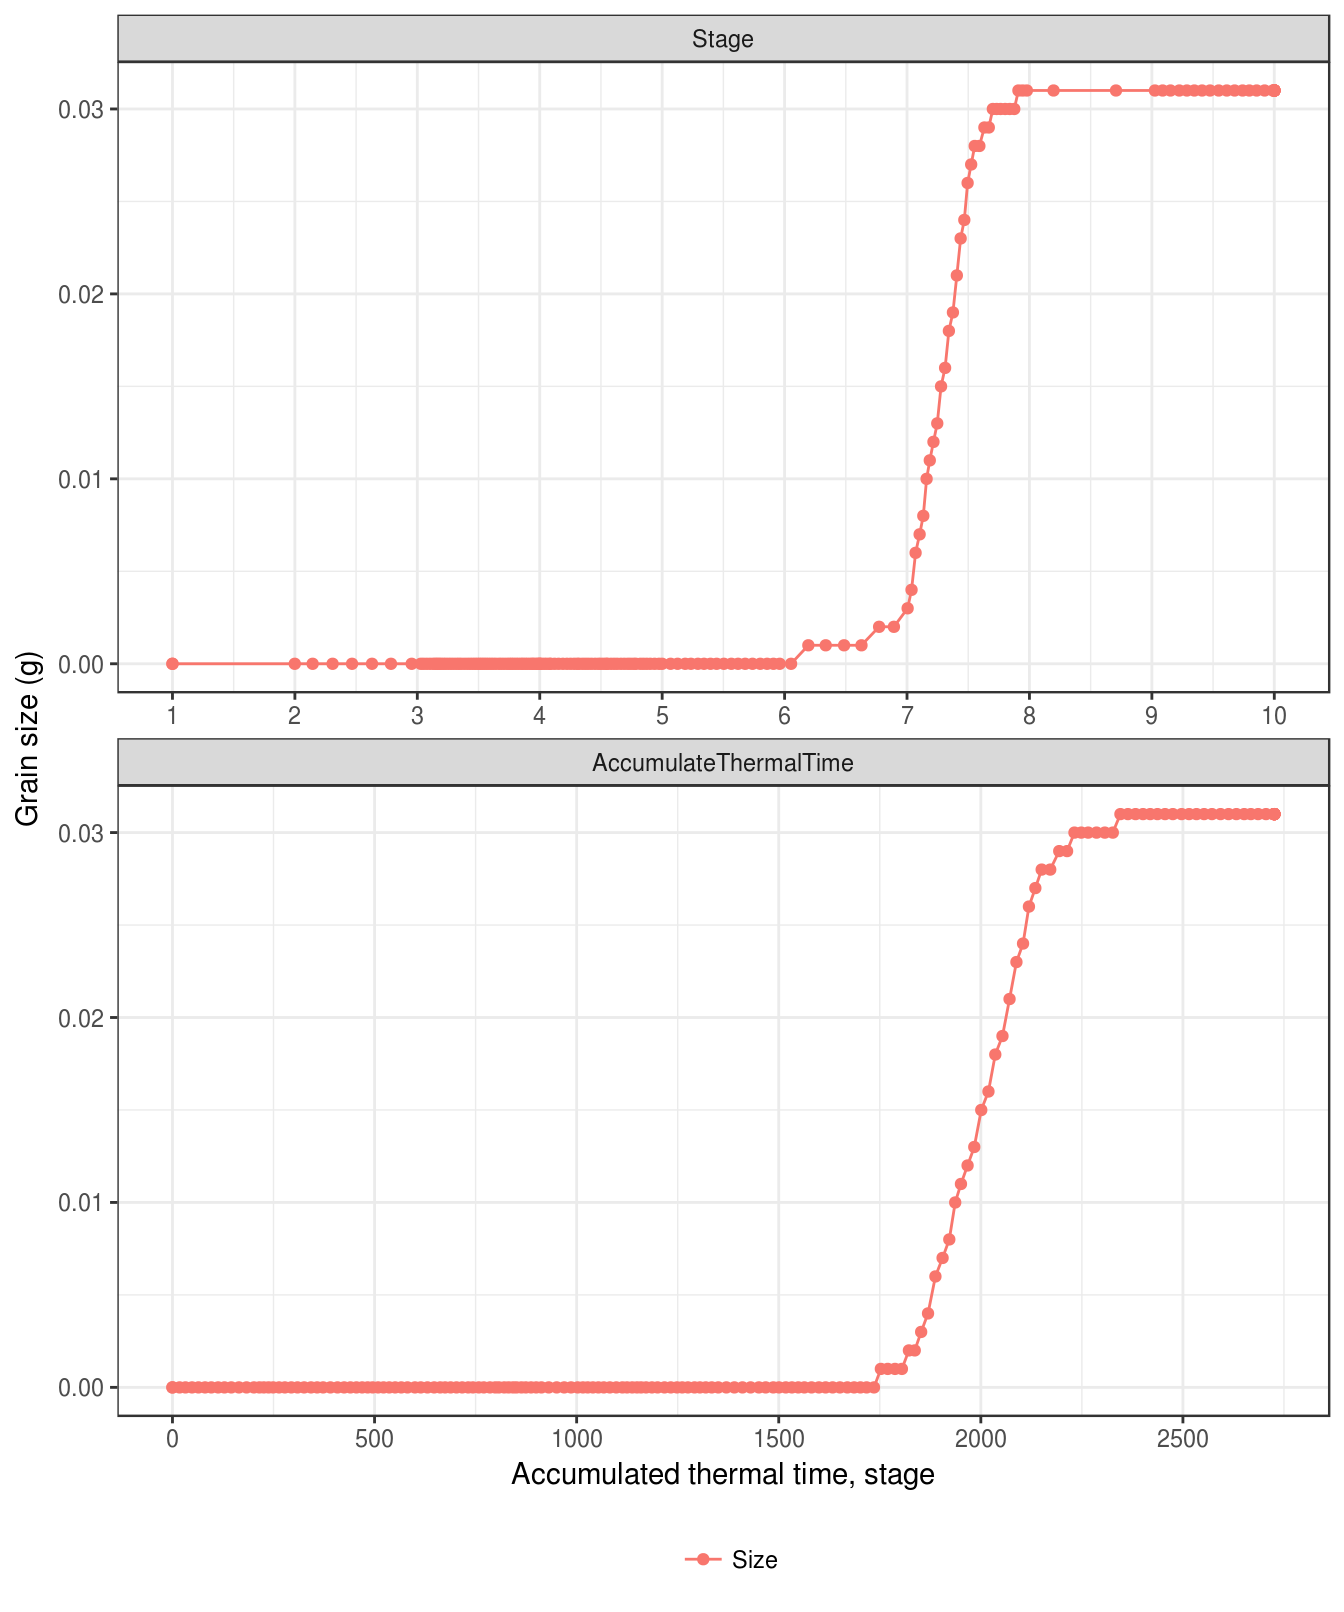 Stage
0.03
0.02
0.01
0.00
1 2 3 4 5 6 7 8 9 10
Grain size (g)
AccumulateThermalTime
0.03
0.02
0.01
0.00
0 500 1000 1500 2000 2500
Accumulated thermal time, stage
Size